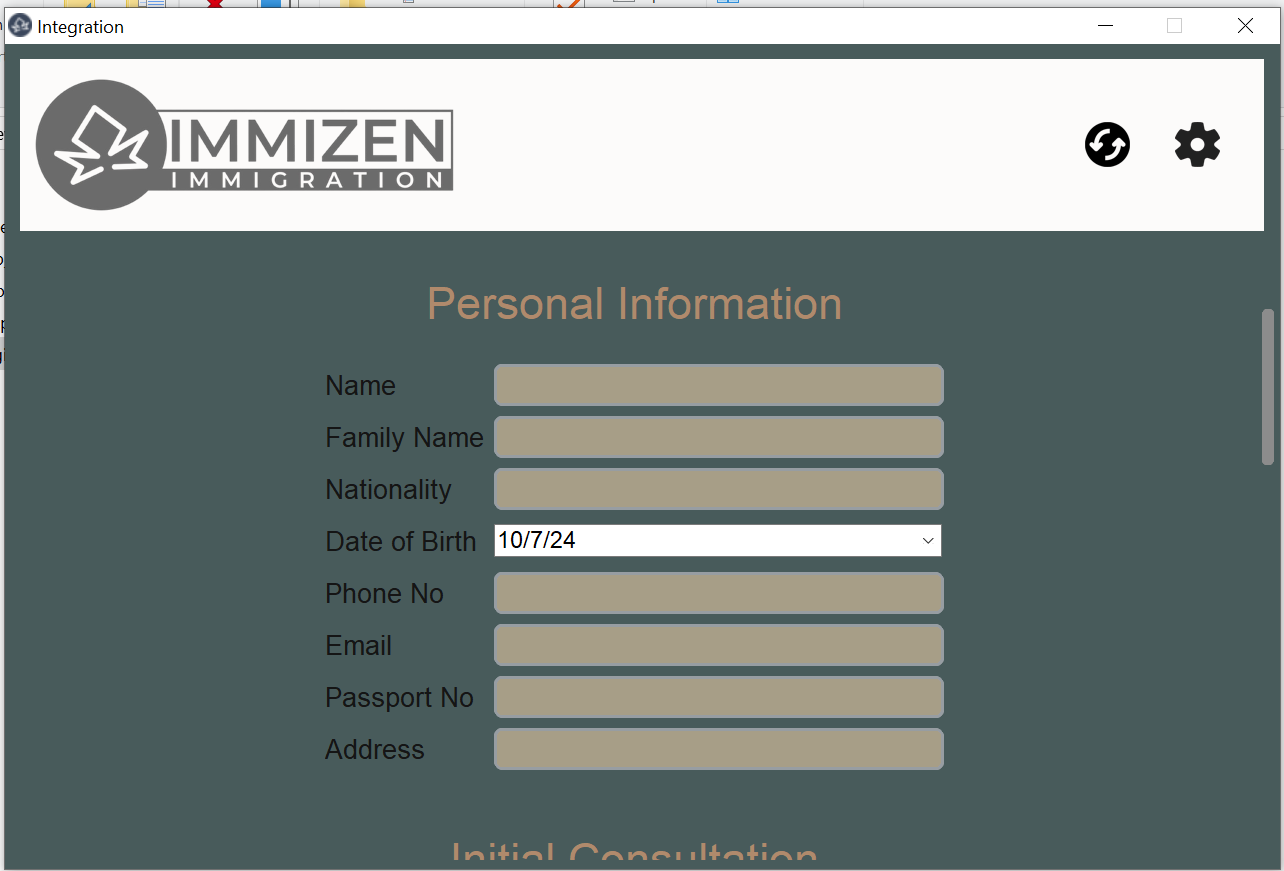 Integration
IMMIZEN
IMMIGRATION
Personal Information
Name
Family Name
Nationality
Date of Birth 10/7/24
Phone No
Email
Passport No
Address
Initial Consultation